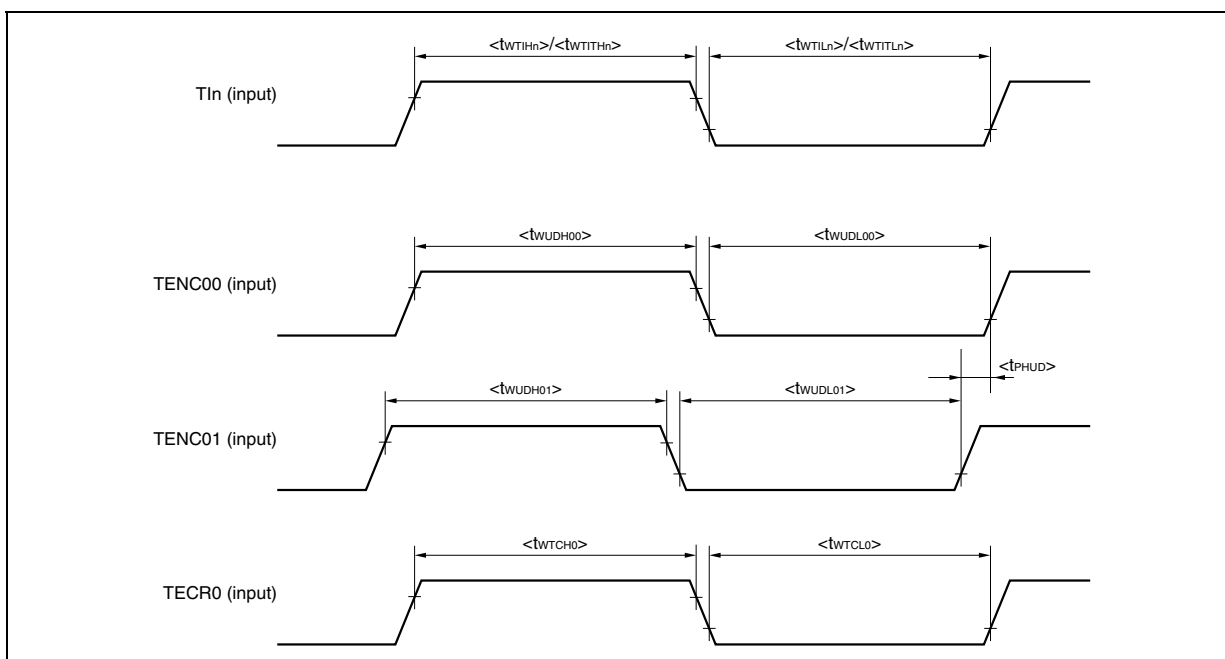 <tWTIHn>/<tWTITHn> <tWTILn>/<tWTITLn>
TIn (input)
<tWUDH00> <tWUDL00>
TENC00 (input)
<tPHUD>
<tWUDH01> <tWUDL01>
TENC01 (input)
<tWTCH0> <tWTCL0>
TECR0 (input)